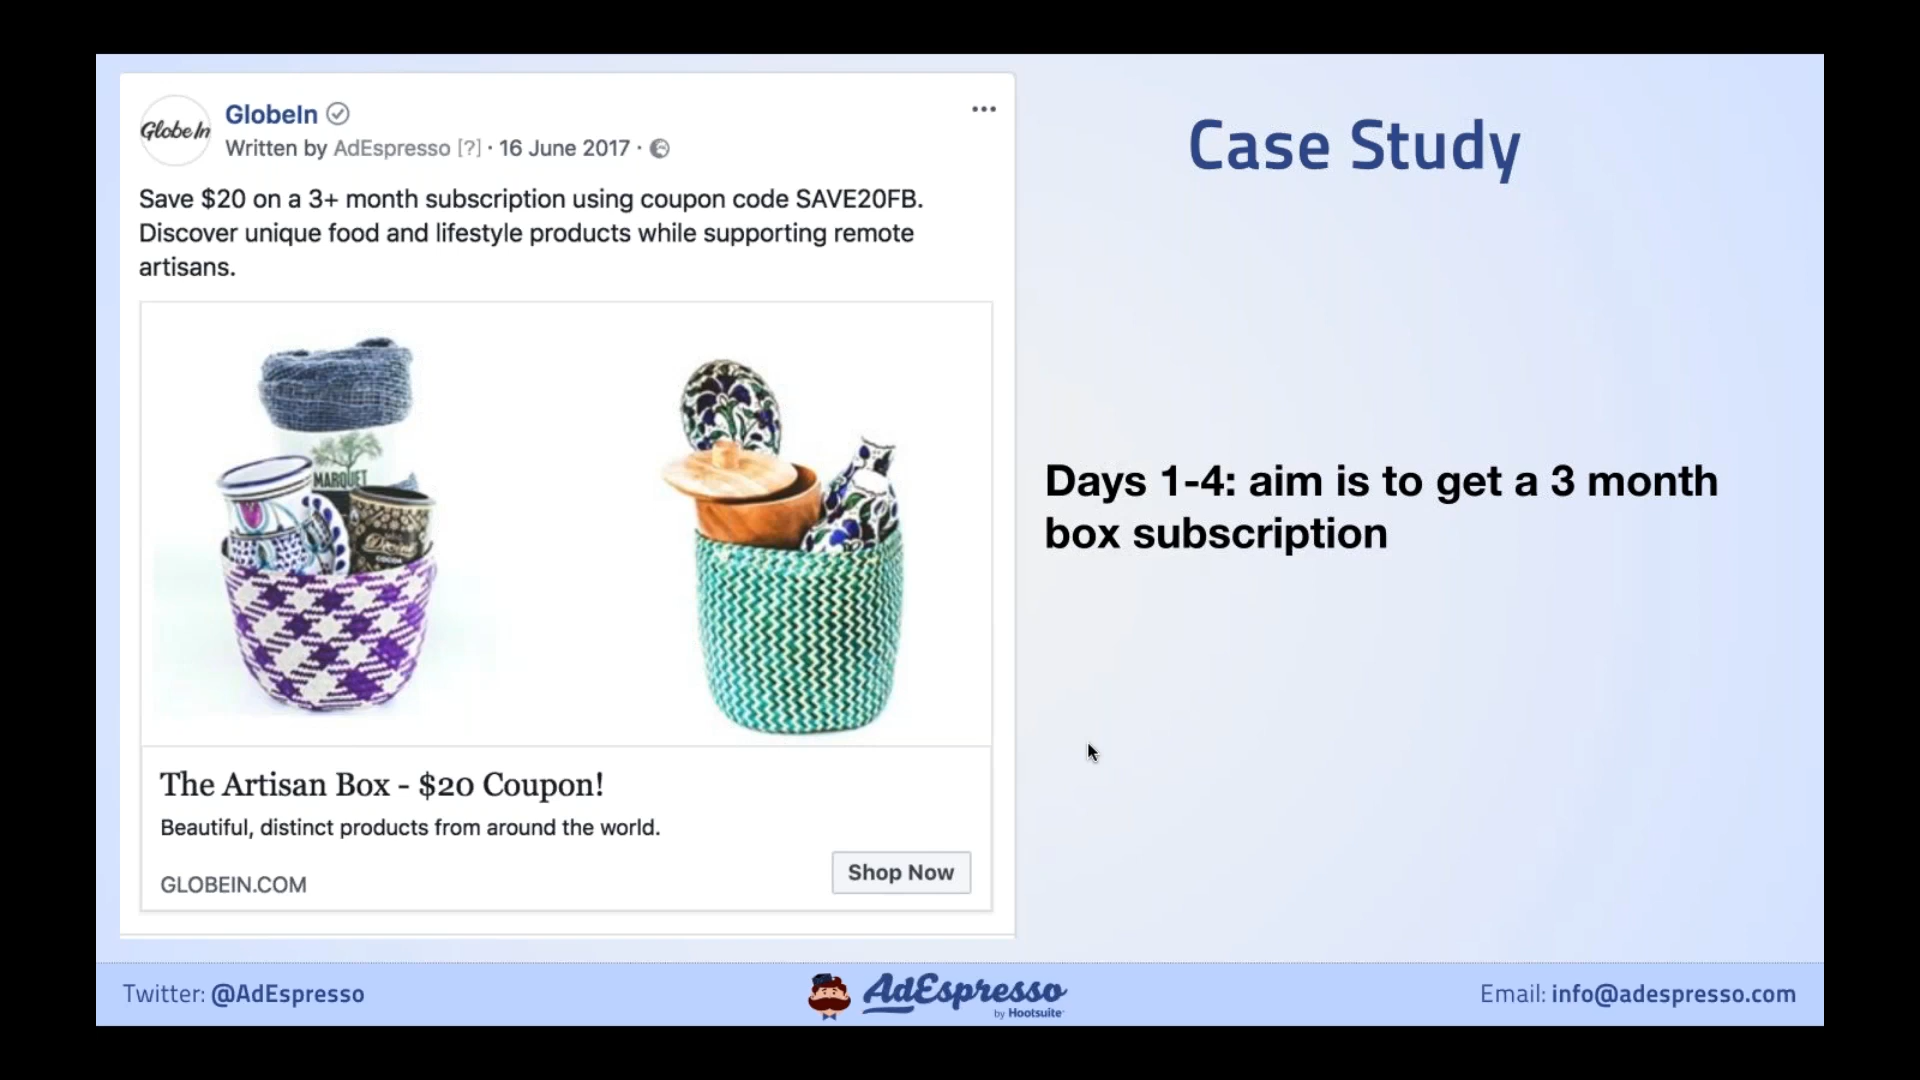 GlobeIn
GlobeIn
Written by AdEspresso [?] · 16 June 2017 ·
Save $20 on a 3+ month subscription using coupon code SAVE20FB.
Discover unique food and lifestyle products while supporting remote
artisans.
MARQUET
The Artisan Box - $20 Coupon!
Beautiful, distinct products from around the world.
GLOBEIN.COM
Shop Now
Case Study
Days 1-4: aim is to get a 3 month
box subscription
Twitter: @AdEspresso
AdEspresso
by Hootsuite
Email: info@adespresso.com